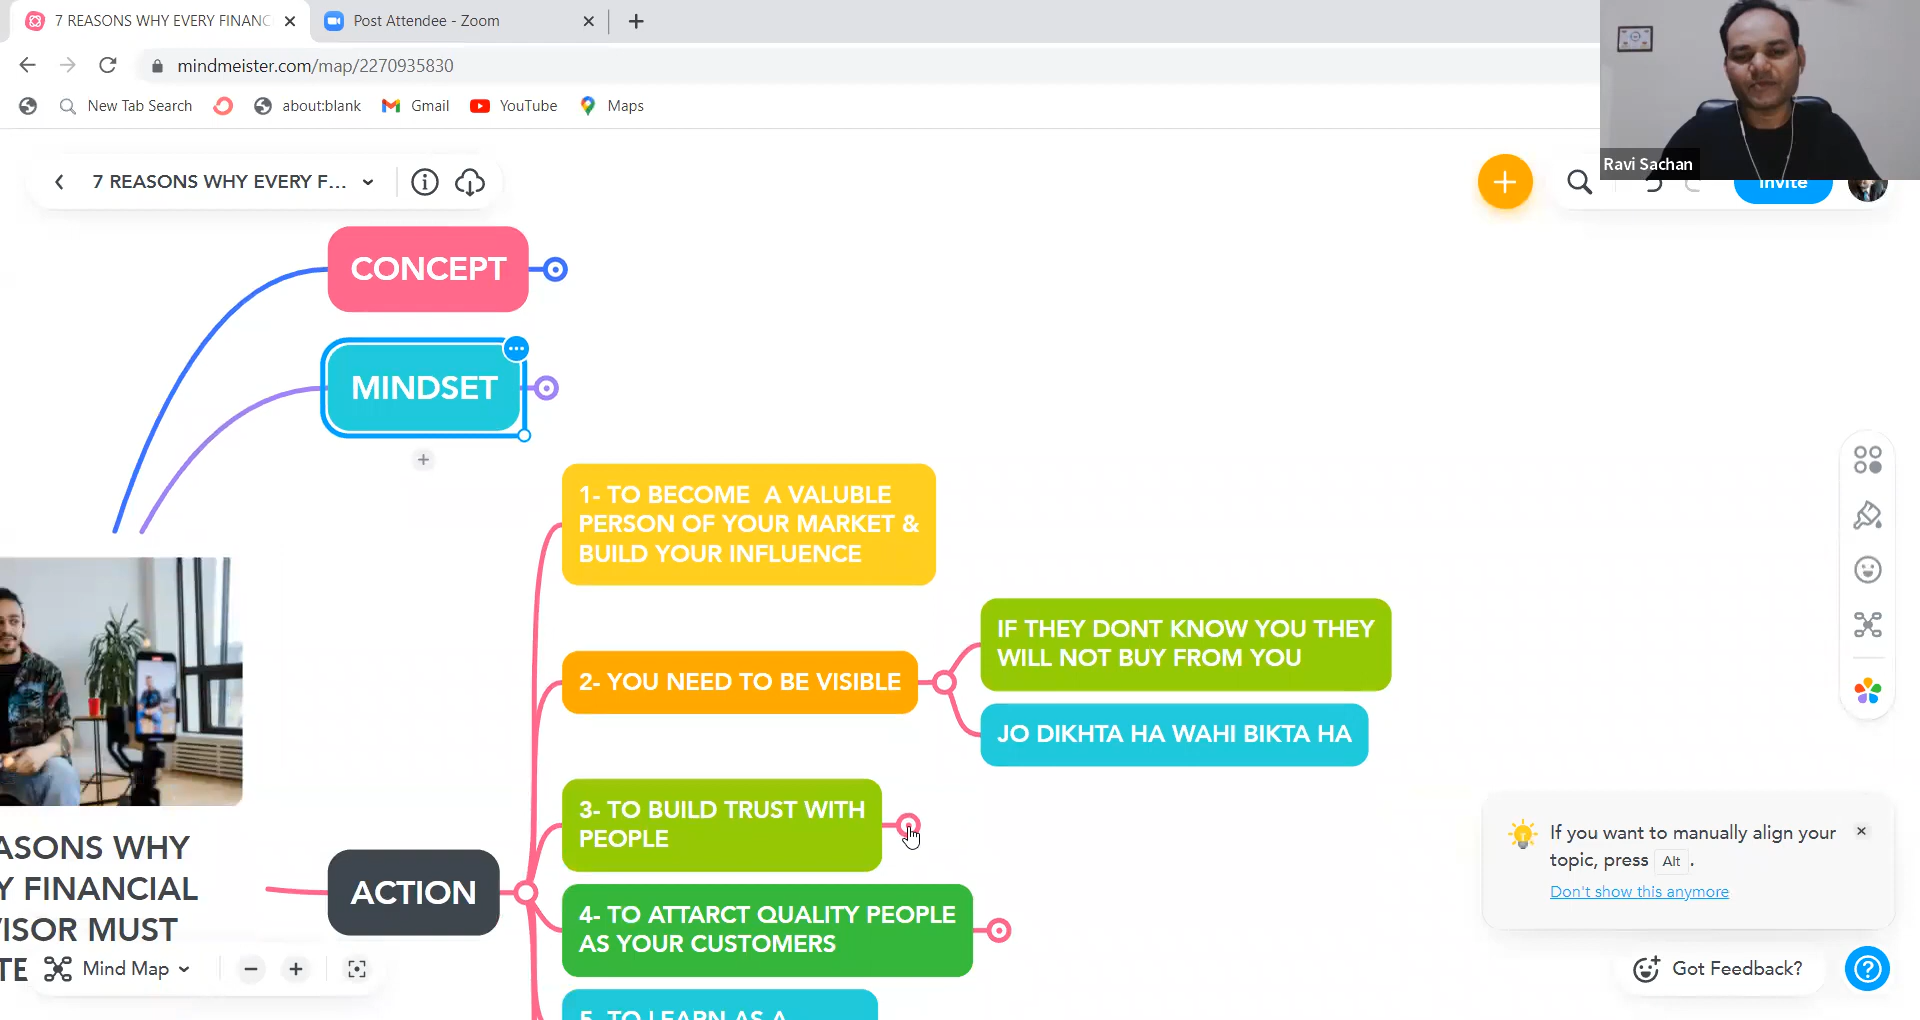 7 REASONS WHY EVERY FINANC
Post Attendee - Zoom
mindmeister.com/map/2270935830
New Tab Search
about:blank
Gmail
YouTube
Maps
Ravi Sachan
7 REASONS WHY EVERY F...
Invite
CONCEPT
MINDSET
1- TO BECOME A VALUBLE
PERSON OF YOUR MARKET &
BUILD YOUR INFLUENCE
IF THEY DONT KNOW YOU THEY
WILL NOT BUY FROM YOU
2- YOU NEED TO BE VISIBLE
JO DIKHTA HA WAHI BIKTA HA
3- TO BUILD TRUST WITH
PEOPLE
ASONS WHY
Y FINANCIAL
ISOR MUST
TE
ACTION
4- TO ATTARCT QUALITY PEOPLE
AS YOUR CUSTOMERS
5- TO LEARN AS A
If you want to manually align your
topic, press Alt .
Don't show this anymore
Mind Map
Got Feedback?